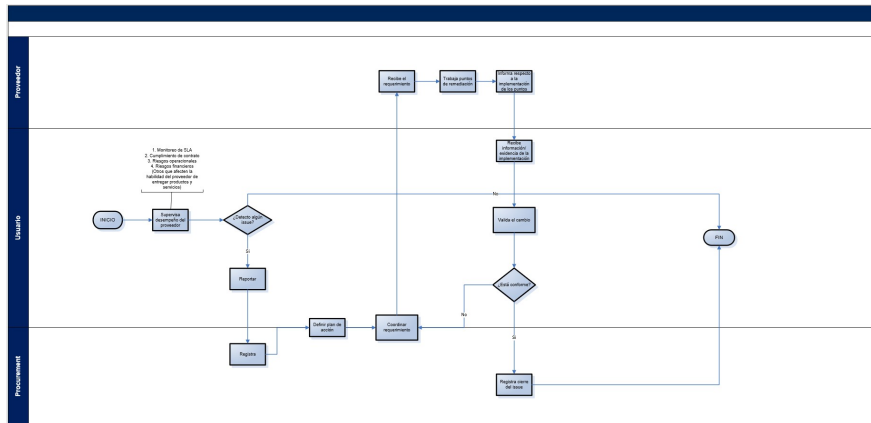 Proveedor
Recibe el
requerimiento
Trabaja puntos
de remediación
Informa respecto
a la
implementación
de los puntos
Usuario
1. Monitoreo de SLA
2. Cumplimiento de contrato
3. Riesgos operacionales
4. Riesgos financieros
(Otros que afecten la
habilidad del proveedor de
entregar productos y
servicios)
Recibe
información/
evidencia de la
implementación
No
INICIO
Supervisa
desempeño del
proveedor
¿Detecto algún
issue?
Valida el cambio
FIN
Si
Reportar
¿Está conforme?
No
Definir plan de
acción
Coordinar
requerimiento
Si
Procurement
Registra
Registra cierre
del issue